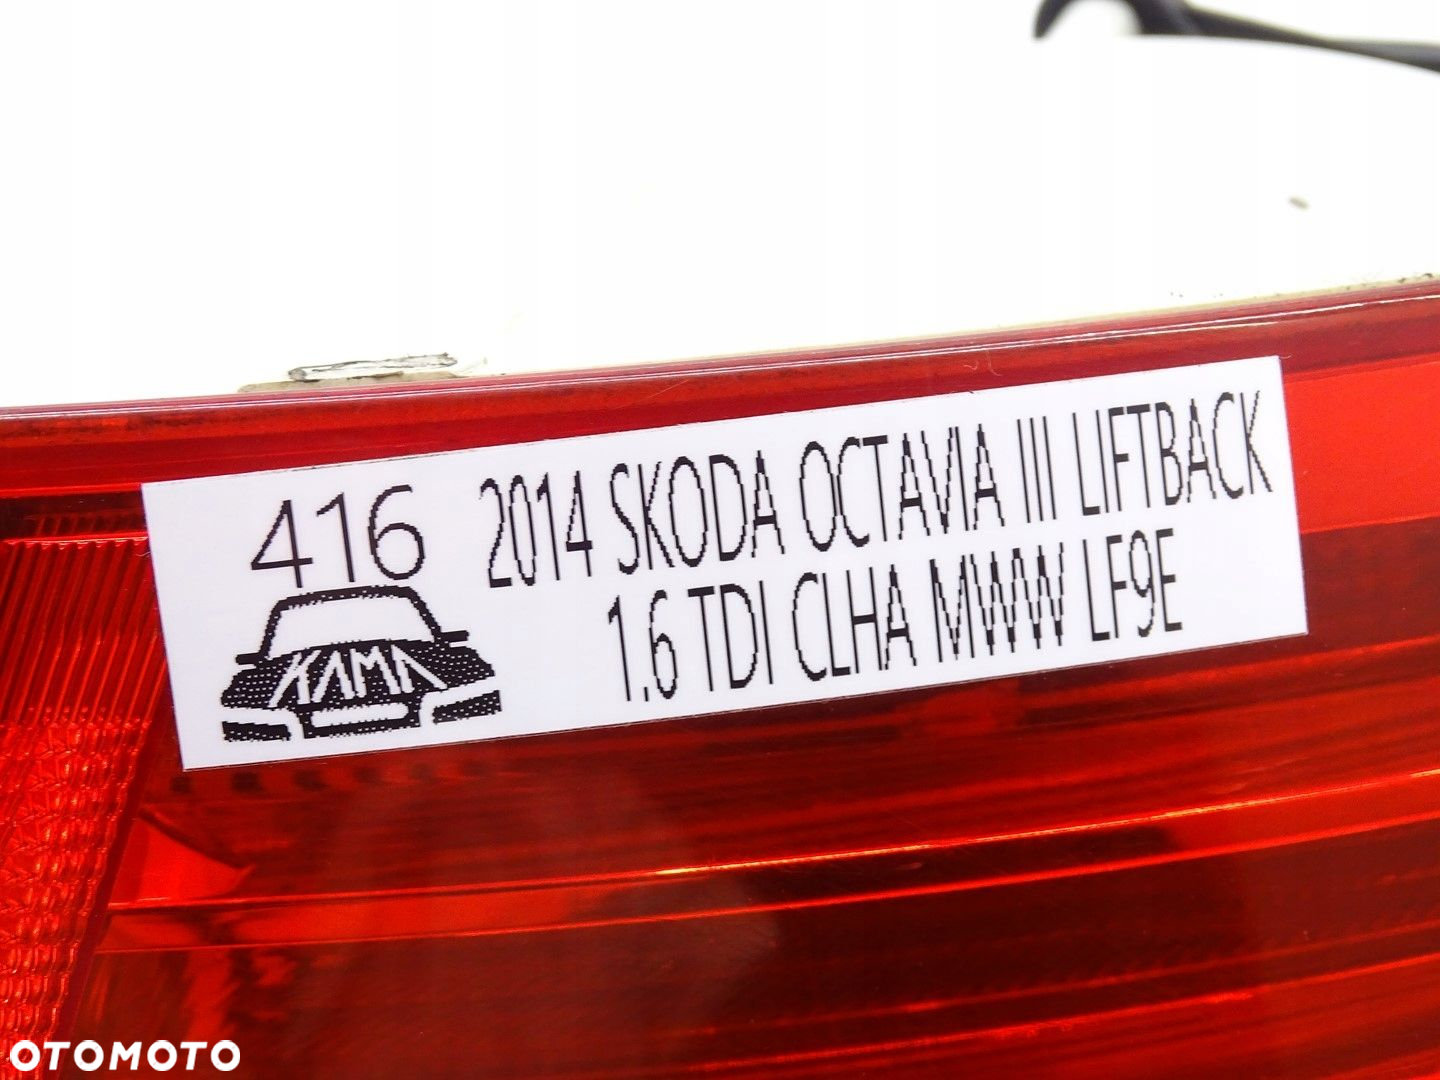 416
2014 SKODA OCTAVIA III LIFTBACK
1.6 TDI CLHA MWW LF9E
KAMA
OTOMOTO